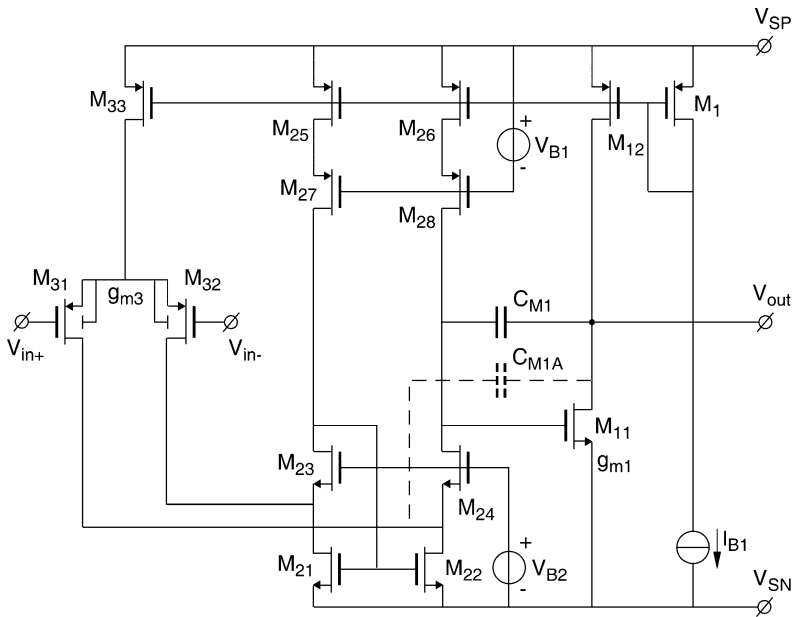 V_SP
M_33
M_25
M_26
+
V_B1
-
M_12
M_1
M_27
M_28
M_31
M_32
g_m3
V_in+
V_in-
C_M1
V_out
C_M1A
M_11
g_m1
M_23
M_24
M_21
M_22
+
V_B2
-
I_B1
V_SN